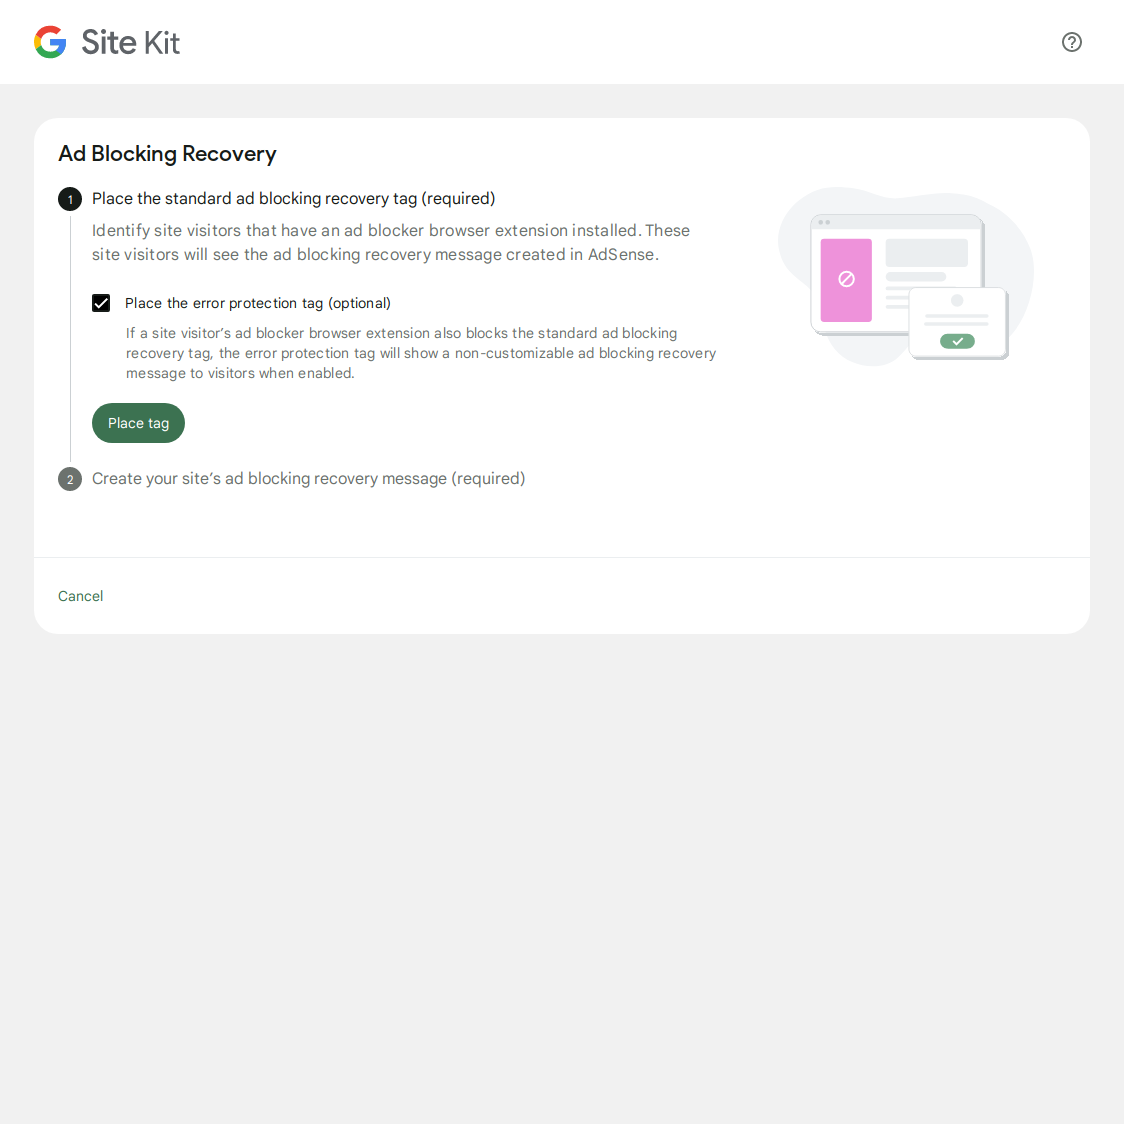 Site Kit
Ad Blocking Recovery
1 Place the standard ad blocking recovery tag (required)
Identify site visitors that have an ad blocker browser extension installed. These
site visitors will see the ad blocking recovery message created in AdSense.
Place the error protection tag (optional)
If a site visitor’s ad blocker browser extension also blocks the standard ad blocking
recovery tag, the error protection tag will show a non-customizable ad blocking recovery
message to visitors when enabled.
Place tag
2 Create your site’s ad blocking recovery message (required)
Cancel